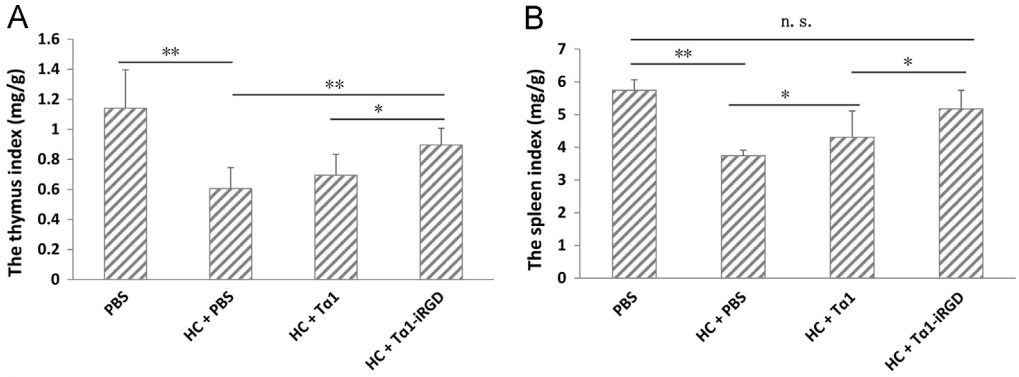 A
The thymus index (mg/g)
1.6
1.4
1.2
1
0.8
0.6
0.4
0.2
0
**
**
*
PBS
HC + PBS
HC + Tα1
HC + Tα1-iRGD
B
The spleen index (mg/g)
7
6
5
4
3
2
1
0
n. s.
**
*
*
PBS
HC + PBS
HC + Tα1
HC + Tα1-iRGD